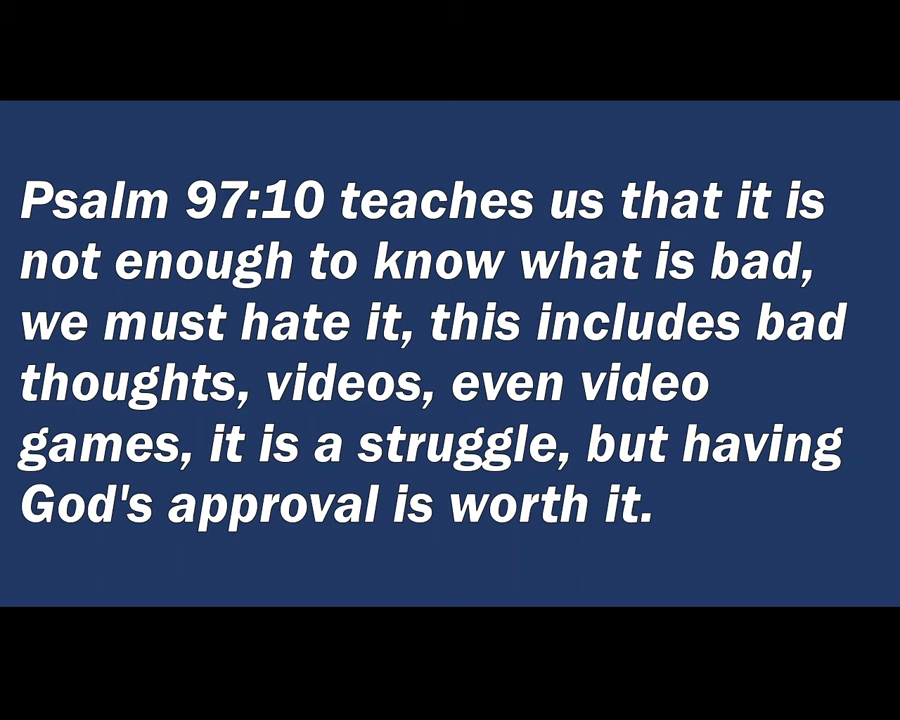 Psalm 97:10 teaches us that it is
not enough to know what is bad,
we must hate it, this includes bad
thoughts, videos, even video
games, it is a struggle, but having
God's approval is worth it.